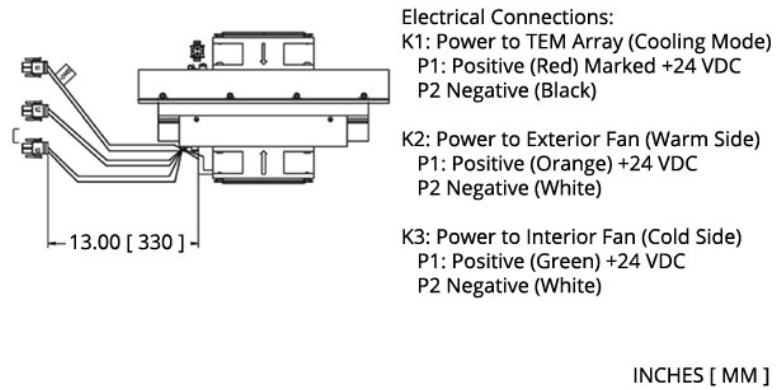 Electrical Connections:
K1: Power to TEM Array (Cooling Mode)
P1: Positive (Red) Marked +24 VDC
P2 Negative (Black)
K2: Power to Exterior Fan (Warm Side)
P1: Positive (Orange) +24 VDC
P2 Negative (White)
K3: Power to Interior Fan (Cold Side)
P1: Positive (Green) +24 VDC
P2 Negative (White)
13.00 [ 330 ]
INCHES [ MM ]